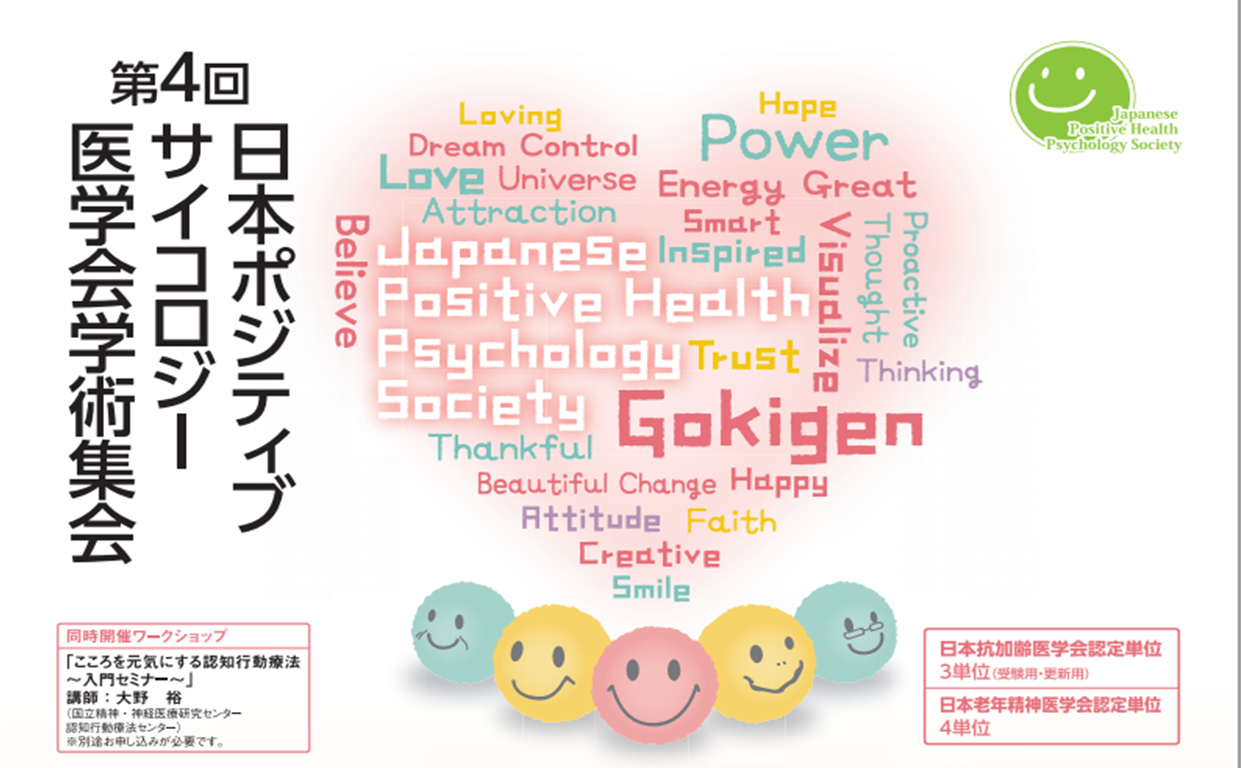 第4回
日本ポジティブ
サイコロジー
医学会学術集会
Japanese
Positive Health
Psychology Society
Loving
Hope
Dream Control
Power
Love Universe
Energy Great
Attraction
Smart
Believe
Japanese
Inspired
Visualize
Thought
Proactive
Positive Health
Psychology
Trust
Thinking
Society
Gokigen
Thankful
Beautiful Change Happy
Attitude Faith
Creative
Smile
同時開催ワークショップ
「こころを元気にする認知行動療法
～入門セミナー～」
講師：大野 裕
（国立精神・神経医療研究センター
認知行動療法センター）
※別途お申し込みが必要です。
日本抗加齢医学会認定単位
3単位（受験用・更新用）
日本老年精神医学会認定単位
4単位